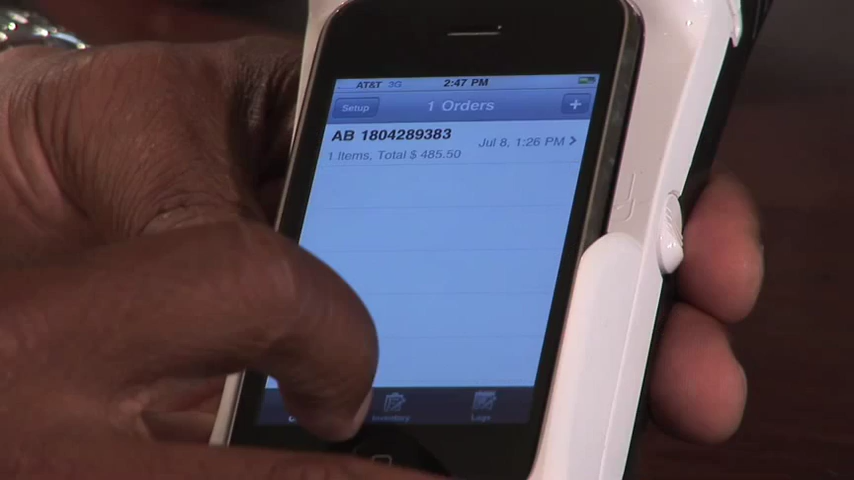 AT&T 3G 2:47 PM
Setup 1 Orders +
AB 1804289383
Jul 8, 1:26 PM
1 Items, Total $ 485.50
Inventory Logs